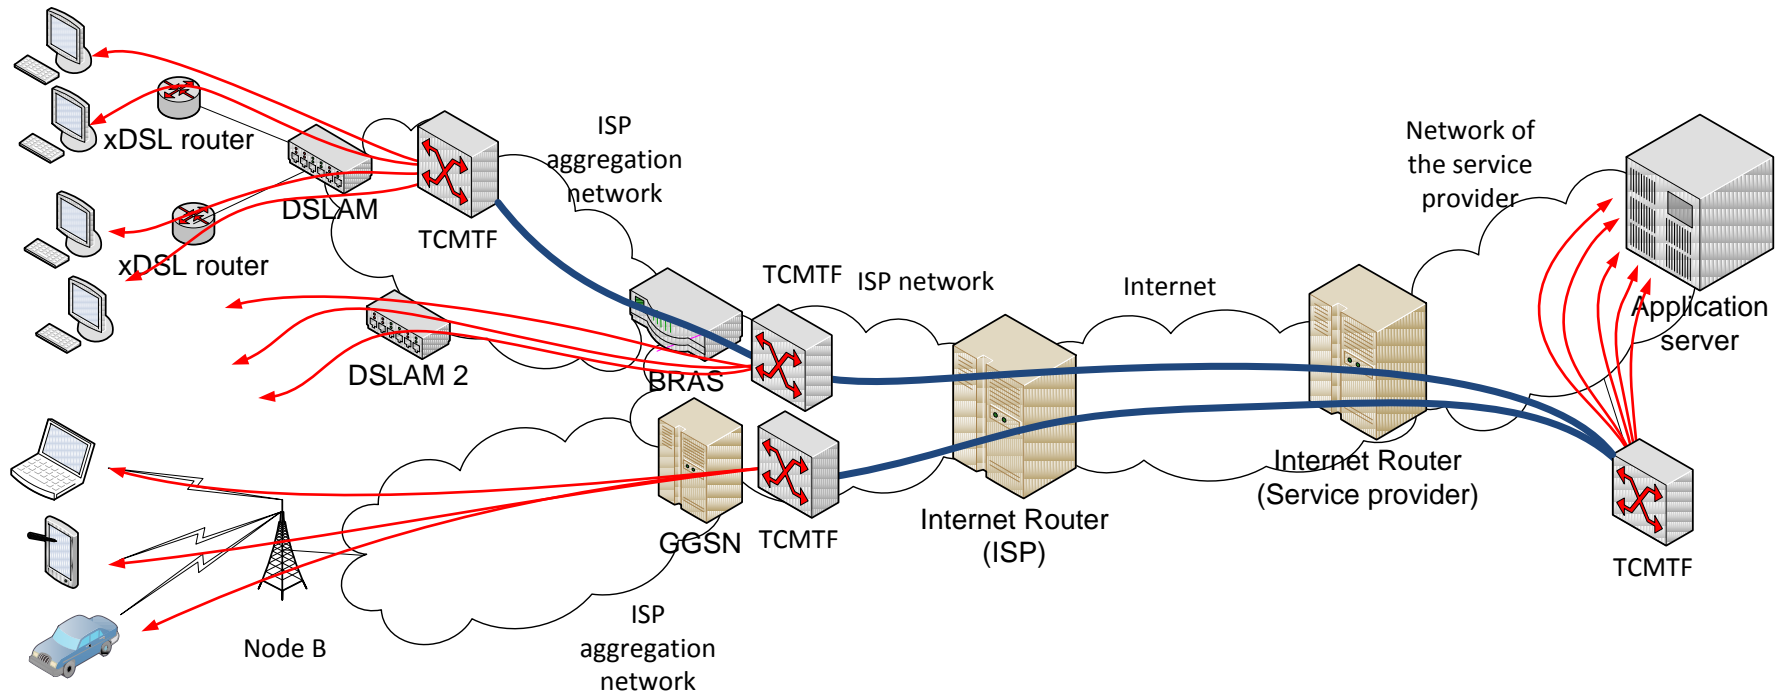 xDSL router
DSLAM
xDSL router
TCMTF
ISP
aggregation
network
DSLAM 2
BRAS
TCMTF
ISP network
Internet
Network of
the service
provider
Application
server
Internet Router
(ISP)
Internet Router
(Service provider)
TCMTF
GGSN
TCMTF
Node B
ISP
aggregation
network